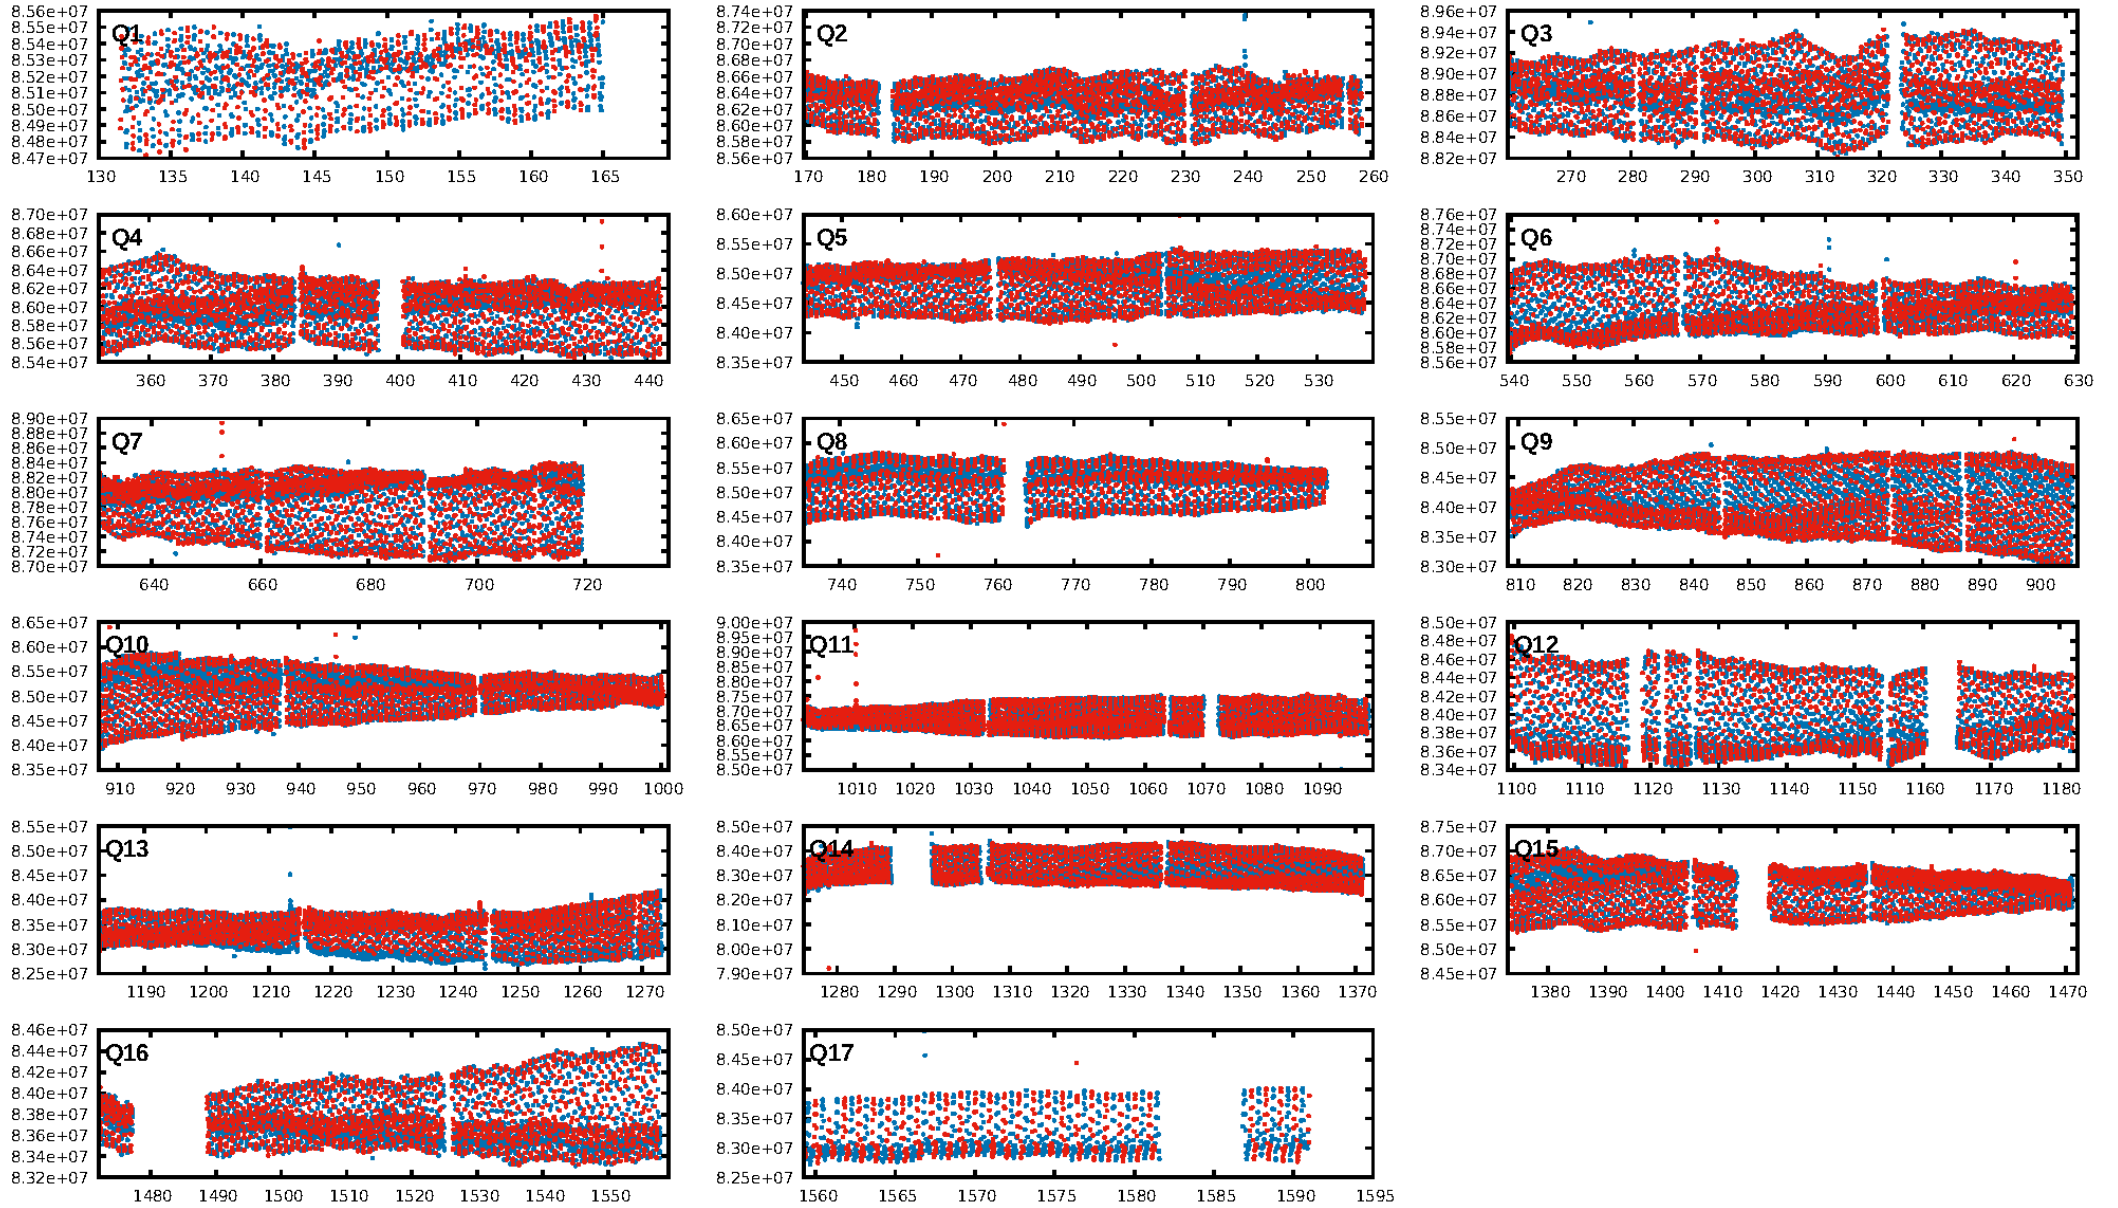 8.56e+07
8.55e+07
Q1
8.54e+07
8.53e+07
8.52e+07
8.51e+07
8.50e+07
8.49e+07
8.48e+07
8.47e+07
130 135 140 145 150 155 160 165
8.74e+07
8.72e+07
Q2
8.70e+07
8.68e+07
8.66e+07
8.64e+07
8.62e+07
8.60e+07
8.58e+07
8.56e+07
170 180 190 200 210 220 230 240 250 260
8.96e+07
8.94e+07
Q3
8.92e+07
8.90e+07
8.88e+07
8.86e+07
8.84e+07
8.82e+07
270 280 290 300 310 320 330 340 350
8.70e+07
8.68e+07
Q4
8.66e+07
8.64e+07
8.62e+07
8.60e+07
8.58e+07
8.56e+07
8.54e+07
360 370 380 390 400 410 420 430 440
8.60e+07
Q5
8.55e+07
8.50e+07
8.45e+07
8.40e+07
8.35e+07
450 460 470 480 490 500 510 520 530
8.76e+07
8.74e+07
Q6
8.72e+07
8.70e+07
8.68e+07
8.66e+07
8.64e+07
8.62e+07
8.60e+07
8.58e+07
8.56e+07
540 550 560 570 580 590 600 610 620 630
8.90e+07
8.88e+07
Q7
8.86e+07
8.84e+07
8.82e+07
8.80e+07
8.78e+07
8.76e+07
8.74e+07
8.72e+07
8.70e+07
640 660 680 700 720
8.65e+07
Q8
8.60e+07
8.55e+07
8.50e+07
8.45e+07
8.40e+07
8.35e+07
740 750 760 770 780 790 800
8.55e+07
Q9
8.50e+07
8.45e+07
8.40e+07
8.35e+07
8.30e+07
810 820 830 840 850 860 870 880 890 900
8.65e+07
Q10
8.60e+07
8.55e+07
8.50e+07
8.45e+07
8.40e+07
8.35e+07
910 920 930 940 950 960 970 980 990 1000
9.00e+07
8.95e+07
Q11
8.90e+07
8.85e+07
8.80e+07
8.75e+07
8.70e+07
8.65e+07
8.60e+07
8.55e+07
8.50e+07
1010 1020 1030 1040 1050 1060 1070 1080 1090
8.50e+07
8.48e+07
Q12
8.46e+07
8.44e+07
8.42e+07
8.40e+07
8.38e+07
8.36e+07
8.34e+07
1100 1110 1120 1130 1140 1150 1160 1170 1180
8.55e+07
Q13
8.50e+07
8.45e+07
8.40e+07
8.35e+07
8.30e+07
8.25e+07
1190 1200 1210 1220 1230 1240 1250 1260 1270
8.50e+07
Q14
8.40e+07
8.30e+07
8.20e+07
8.10e+07
8.00e+07
7.90e+07
1280 1290 1300 1310 1320 1330 1340 1350 1360 1370
8.75e+07
Q15
8.70e+07
8.65e+07
8.60e+07
8.55e+07
8.50e+07
8.45e+07
1380 1390 1400 1410 1420 1430 1440 1450 1460 1470
8.46e+07
Q16
8.44e+07
8.42e+07
8.40e+07
8.38e+07
8.36e+07
8.34e+07
8.32e+07
1480 1490 1500 1510 1520 1530 1540 1550
8.50e+07
Q17
8.45e+07
8.40e+07
8.35e+07
8.30e+07
8.25e+07
1560 1565 1570 1575 1580 1585 1590 1595